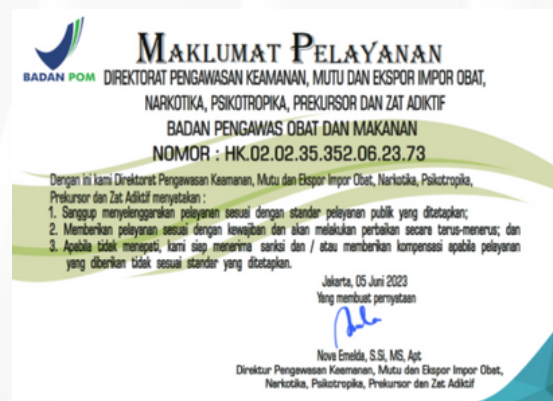 BADAN POM
MAKLUMAT PELAYANAN
DIREKTORAT PENGAWASAN KEAMANAN, MUTU DAN EKSPOR IMPOR OBAT,
NARKOTIKA, PSIKOTROPIKA, PREKURSOR DAN ZAT ADIKTIF
BADAN PENGAWAS OBAT DAN MAKANAN
NOMOR : HK.02.02.35.352.06.23.73
Dengan ini kami Direktorat Pengawasan Keamanan, Mutu dan Ekspor Impor Obat, Narkotika, Psikotropika,
Prekursor dan Zat Adiktif menyatakan :
1. Sanggup menyelenggarakan pelayanan sesuai dengan standar pelayanan publik yang ditetapkan;
2. Memberikan pelayanan sesuai dengan kewajiban dan akan melakukan perbaikan secara terus-menerus; dan
3. Apabila tidak menepati, kami siap menerima sanksi dan / atau memberikan kompensasi apabila pelayanan
yang diberikan tidak sesuai standar yang ditetapkan.
Jakarta, 05 Juni 2023
Yang membuat pernyataan
Nova Emelda, S.Si, MS, Apt
Direktur Pengawasan Keamanan, Mutu dan Ekspor Impor Obat,
Narkotika, Psikotropika, Prekursor dan Zat Adiktif